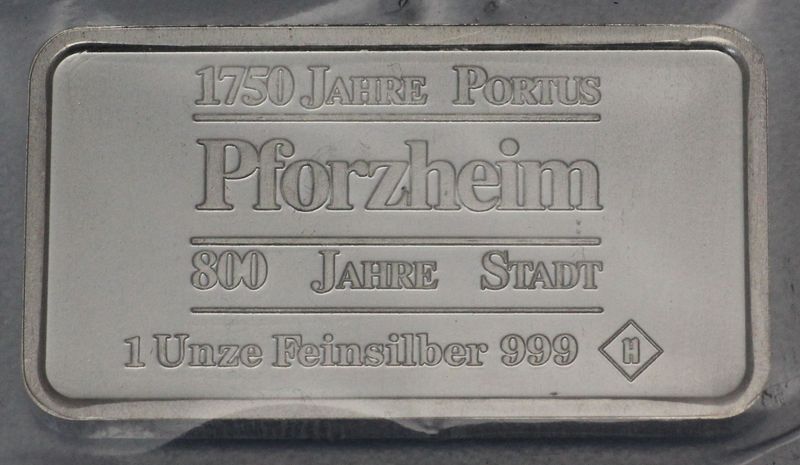 1750 JAHRE PORTUS
Pforzheim
800 JAHRE STADT
1 Unze Feinsilber 999 H